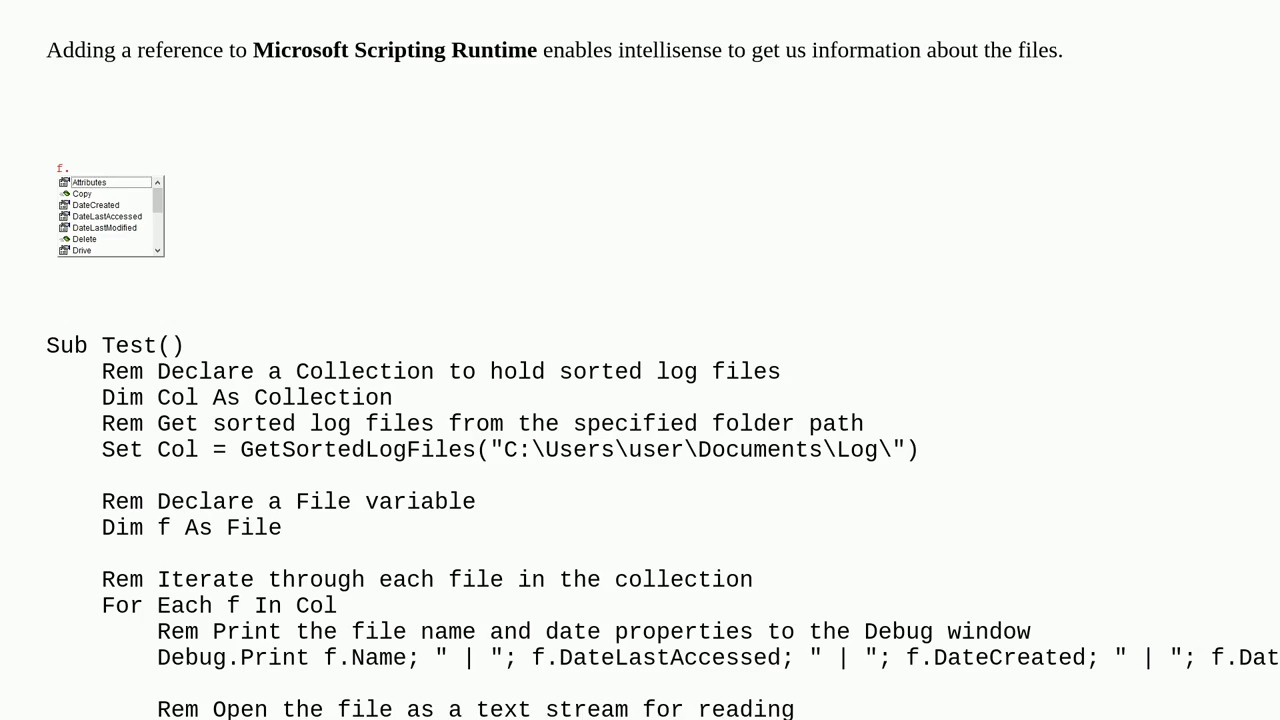 Adding a reference to Microsoft Scripting Runtime enables intellisense to get us information about the files.
f.
Attributes
Copy
DateCreated
DateLastAccessed
DateLastModified
Delete
Drive
Sub Test()
    Rem Declare a Collection to hold sorted log files
    Dim Col As Collection
    Rem Get sorted log files from the specified folder path
    Set Col = GetSortedLogFiles("C:\Users\user\Documents\Log\")
    Rem Declare a File variable
    Dim f As File
    Rem Iterate through each file in the collection
    For Each f In Col
        Rem Print the file name and date properties to the Debug window
        Debug.Print f.Name; " | "; f.DateLastAccessed; " | "; f.DateCreated; " | "; f.Dat
        Rem Open the file as a text stream for reading